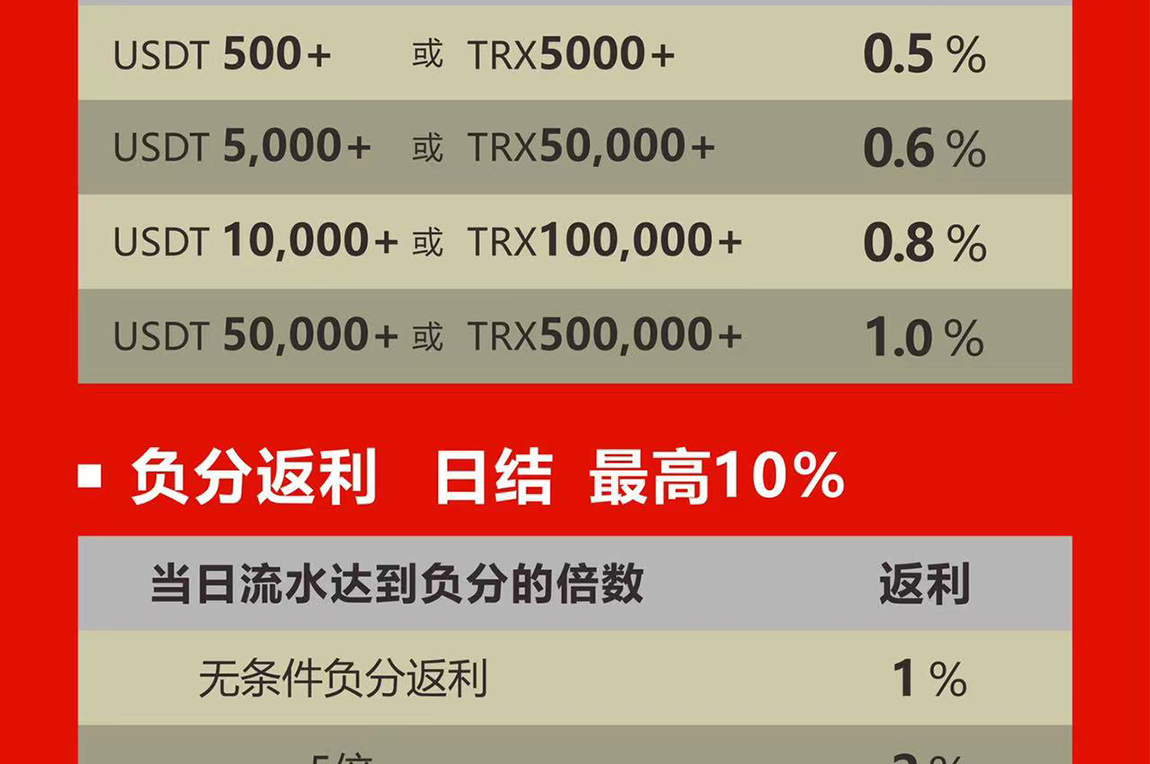 USDT 500+ 或 TRX5000+ 0.5%
USDT 5,000+ 或 TRX50,000+ 0.6%
USDT 10,000+ 或 TRX100,000+ 0.8%
USDT 50,000+ 或 TRX500,000+ 1.0%
▪ 负分返利 日结 最高10%
当日流水达到负分的倍数 返利
无条件负分返利 1%